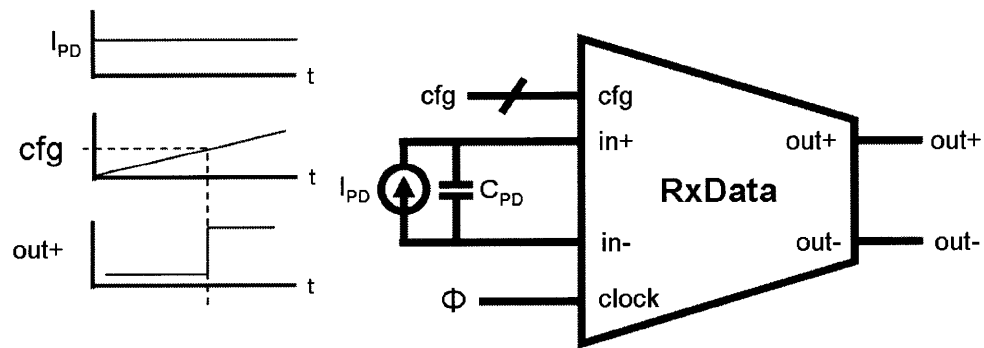 I_PD
t
cfg
t
out+
t
cfg
cfg
in+
out+
out+
I_PD
C_PD
RxData
in-
out-
out-
Φ
clock